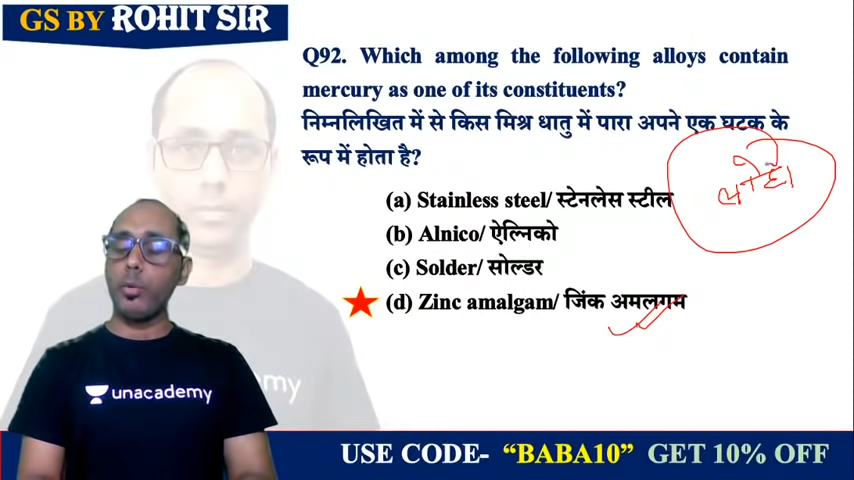 GS BY ROHIT SIR
Q92. Which among the following alloys contain
mercury as one of its constituents?
निम्नलिखित में से किस मिश्र धातु में पारा अपने एक घटक के
रूप में होता है?
(a) Stainless steel/ स्टेनलेस स्टील
(b) Alnico/ ऐल्निको
(c) Solder/ सोल्डर
(d) Zinc amalgam/ जिंक अमलगम
लोहा
unacademy
my
USE CODE- “BABA10” GET 10% OFF